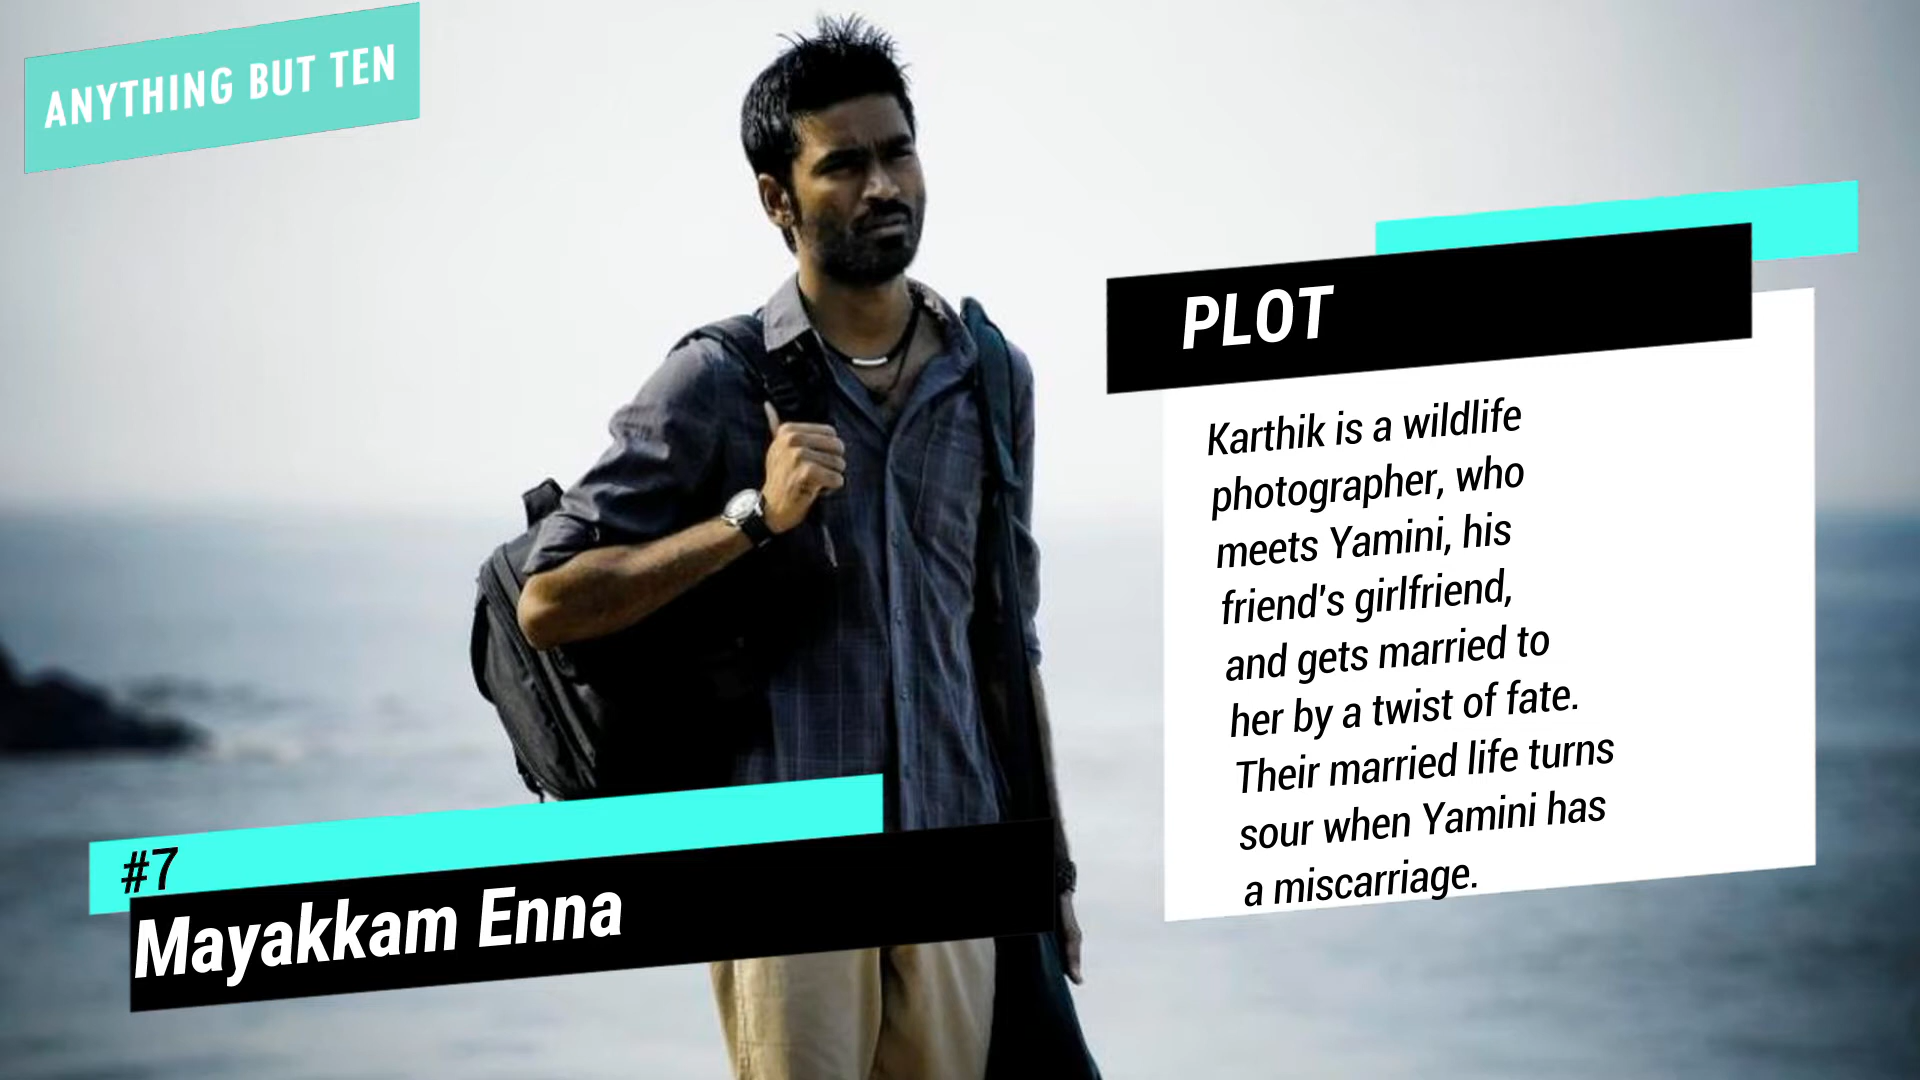 ANYTHING BUT TEN
PLOT
Karthik is a wildlife
photographer, who
meets Yamini, his
friend's girlfriend,
and gets married to
her by a twist of fate.
Their married life turns
sour when Yamini has
a miscarriage.
#7
Mayakkam Enna